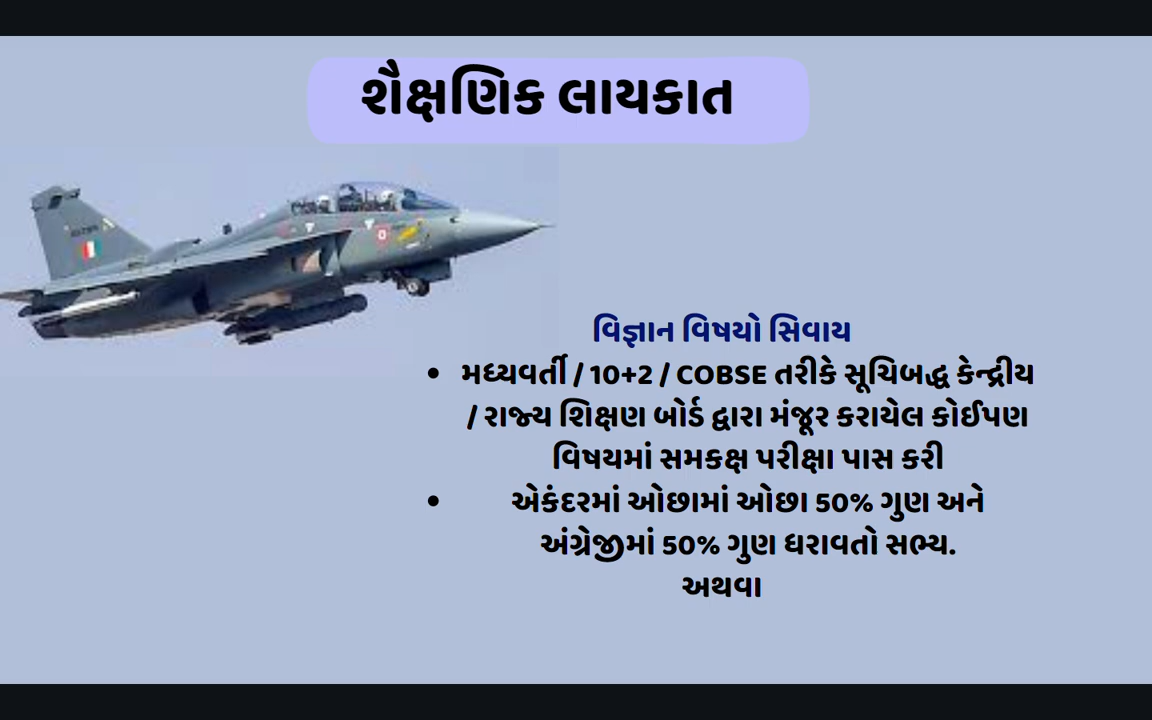 શૈક્ષણિક લાયકાત
વિજ્ઞાન વિષયો સિવાય
• મધ્યવર્તી / 10+2 / COBSE તરીકે સૂચિબદ્ધ કેન્દ્રીય
/ રાજ્ય શિક્ષણ બોર્ડ દ્વારા મંજૂર કરાયેલ કોઈપણ
વિષયમાં સમકક્ષ પરીક્ષા પાસ કરી
• એકંદરમાં ઓછામાં ઓછા 50% ગુણ અને
અંગ્રેજીમાં 50% ગુણ ધરાવતો સભ્ય.
અથવા